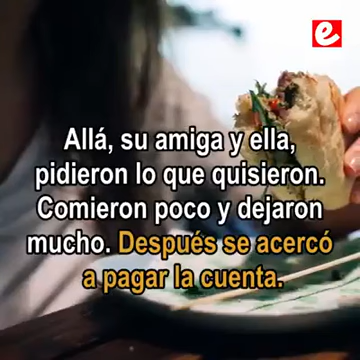 e
Allá, su amiga y ella,
pidieron lo que quisieron.
Comieron poco y dejaron
mucho. Después se acercó
a pagar la cuenta.